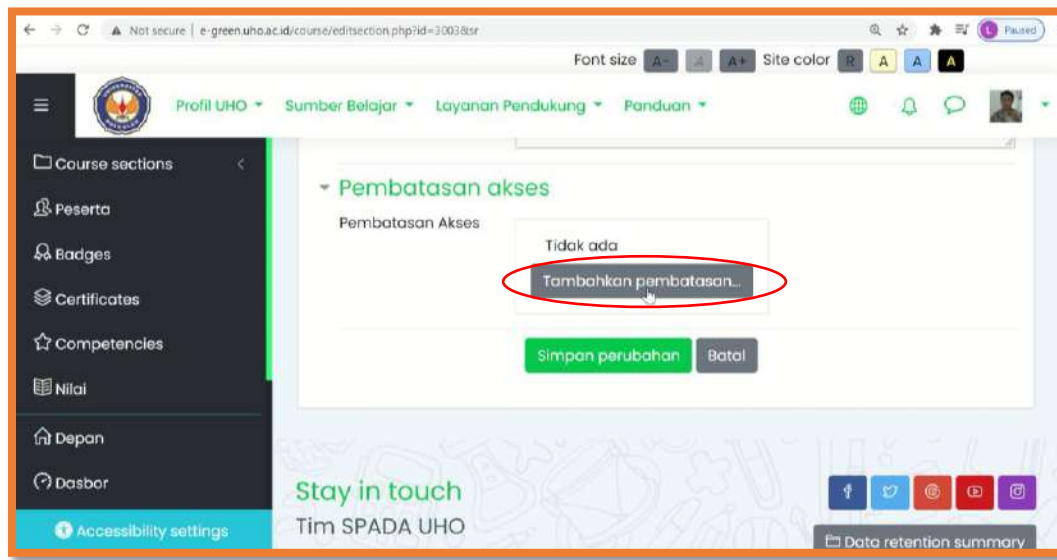 Not secure | e-green.uho.ac.id/course/editsection.php?id=3003&sr
Paused
Font size A- A A+ Site color R A A A
Profil UHO Sumber Belajar Layanan Pendukung Panduan
Course sections
Peserta
Badges
Certificates
Competencies
Nilai
Depan
Dasbor
Accessibility settings
Pembatasan akses
Pembatasan Akses
Tidak ada
Tambahkan pembatasan...
Simpan perubahan Batal
Stay in touch
Tim SPADA UHO
Data retention summary